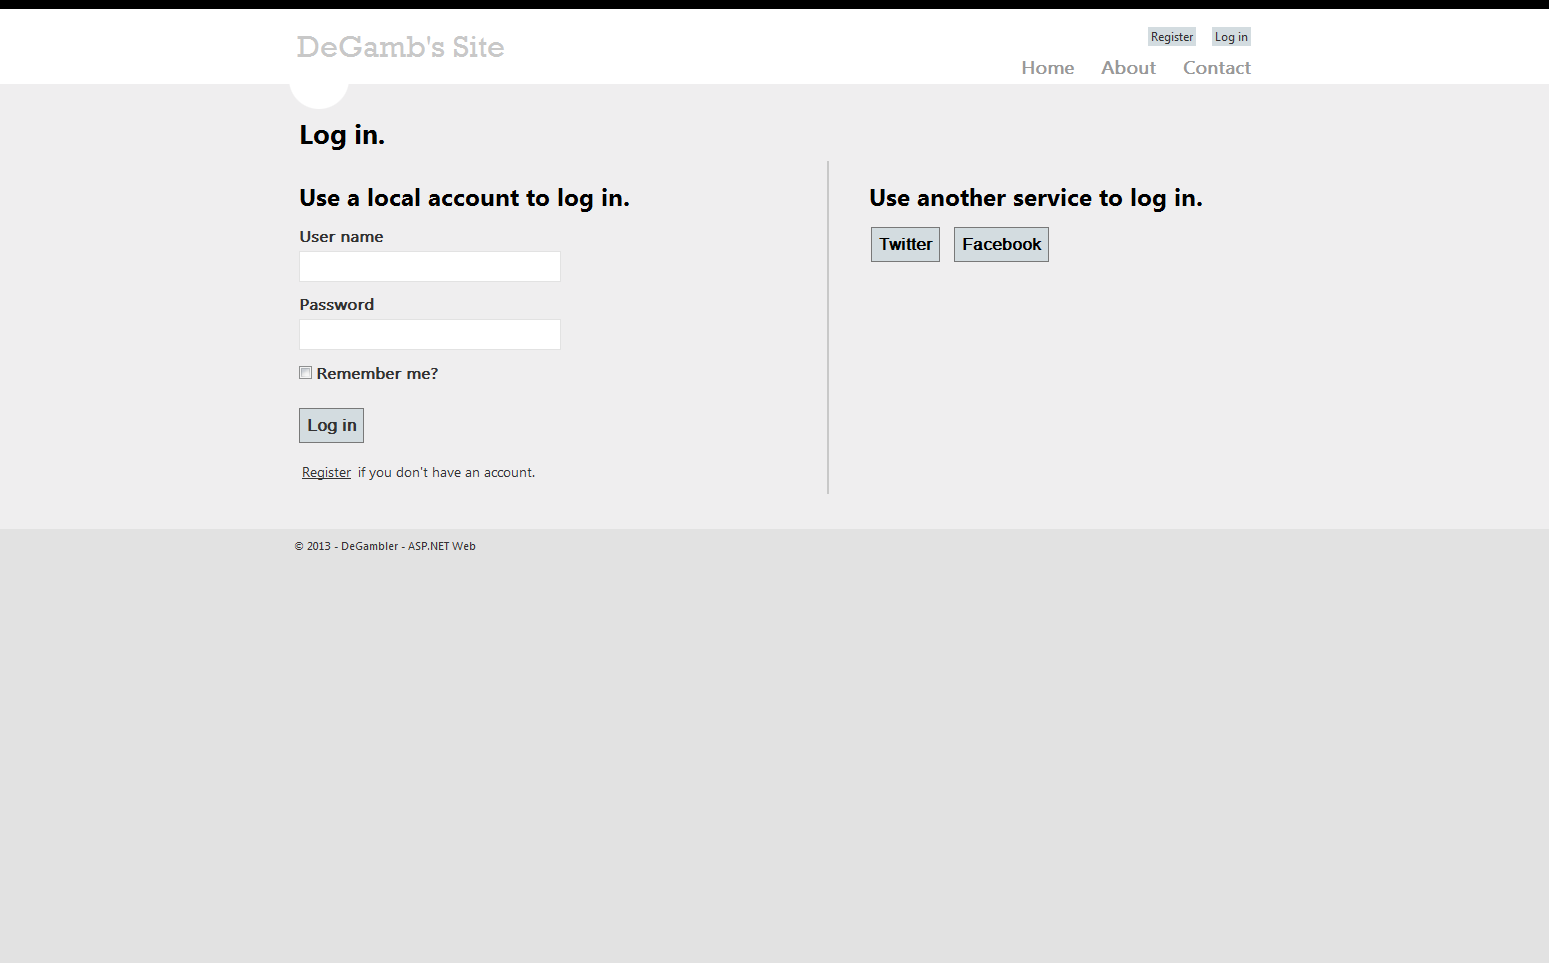 DeGamb's Site
Register Log in
Home About Contact
Log in.
Use a local account to log in.
User name
Password
Remember me?
Log in
Register if you don't have an account.
Use another service to log in.
Twitter Facebook
© 2013 - DeGambler - ASP.NET Web